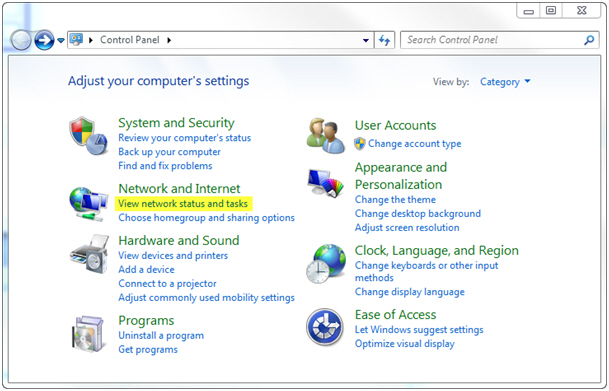 Control Panel
Search Control Panel
Adjust your computer's settings
View by: Category
System and Security
Review your computer's status
Back up your computer
Find and fix problems
Network and Internet
View network status and tasks
Choose homegroup and sharing options
Hardware and Sound
View devices and printers
Add a device
Connect to a projector
Adjust commonly used mobility settings
Programs
Uninstall a program
Get programs
User Accounts
Change account type
Appearance and
Personalization
Change the theme
Change desktop background
Adjust screen resolution
Clock, Language, and Region
Change keyboards or other input
methods
Change display language
Ease of Access
Let Windows suggest settings
Optimize visual display